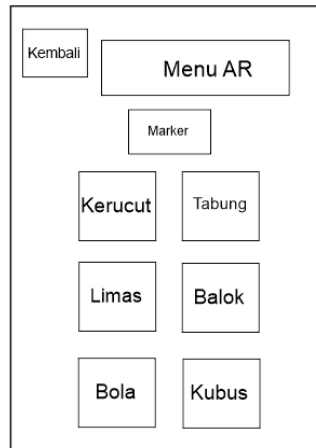 Kembali
Menu AR
Marker
Kerucut
Tabung
Limas
Balok
Bola
Kubus